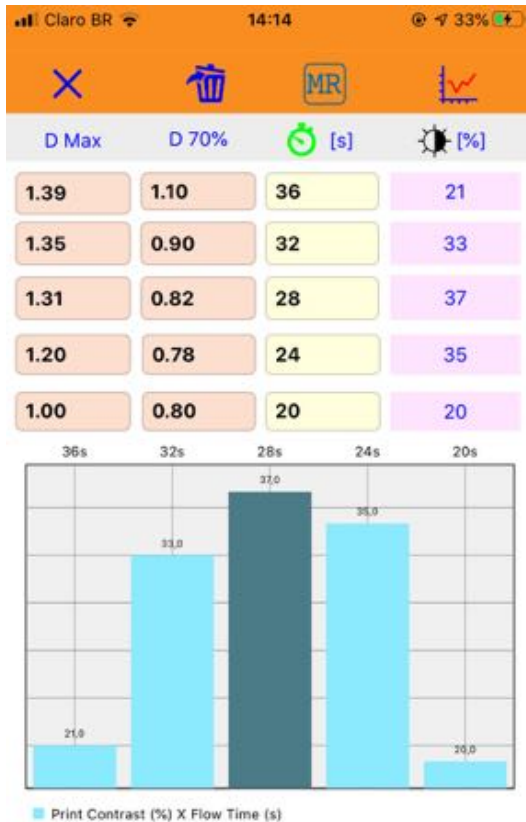 Claro BR 14:14 33%
MR
D Max D 70% [s] [%]
1.39 1.10 36 21
1.35 0.90 32 33
1.31 0.82 28 37
1.20 0.78 24 35
1.00 0.80 20 20
36s 32s 28s 24s 20s
37,0
35,0
33,0
21,0
20,0
Print Contrast (%) X Flow Time (s)